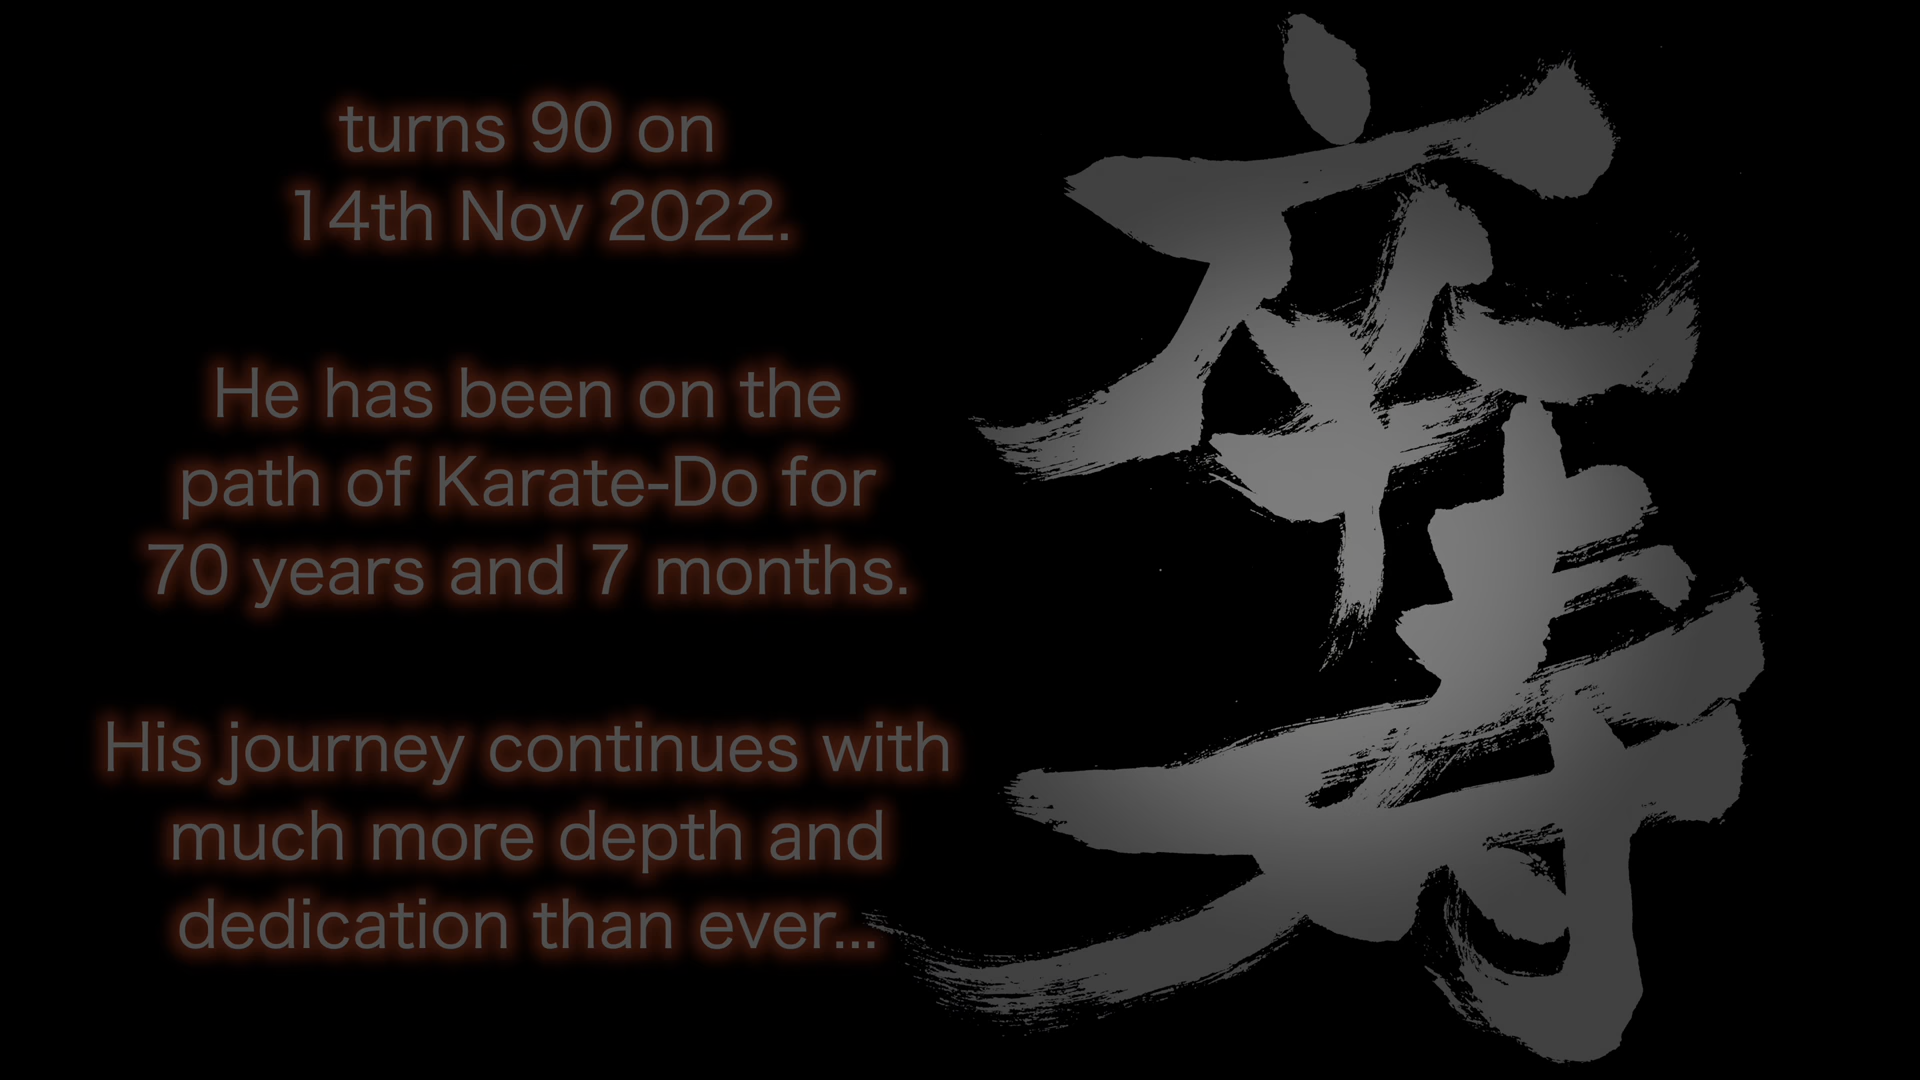 turns 90 on
14th Nov 2022.
He has been on the
path of Karate-Do for
70 years and 7 months.
His journey continues with
much more depth and
dedication than ever...
卒寿